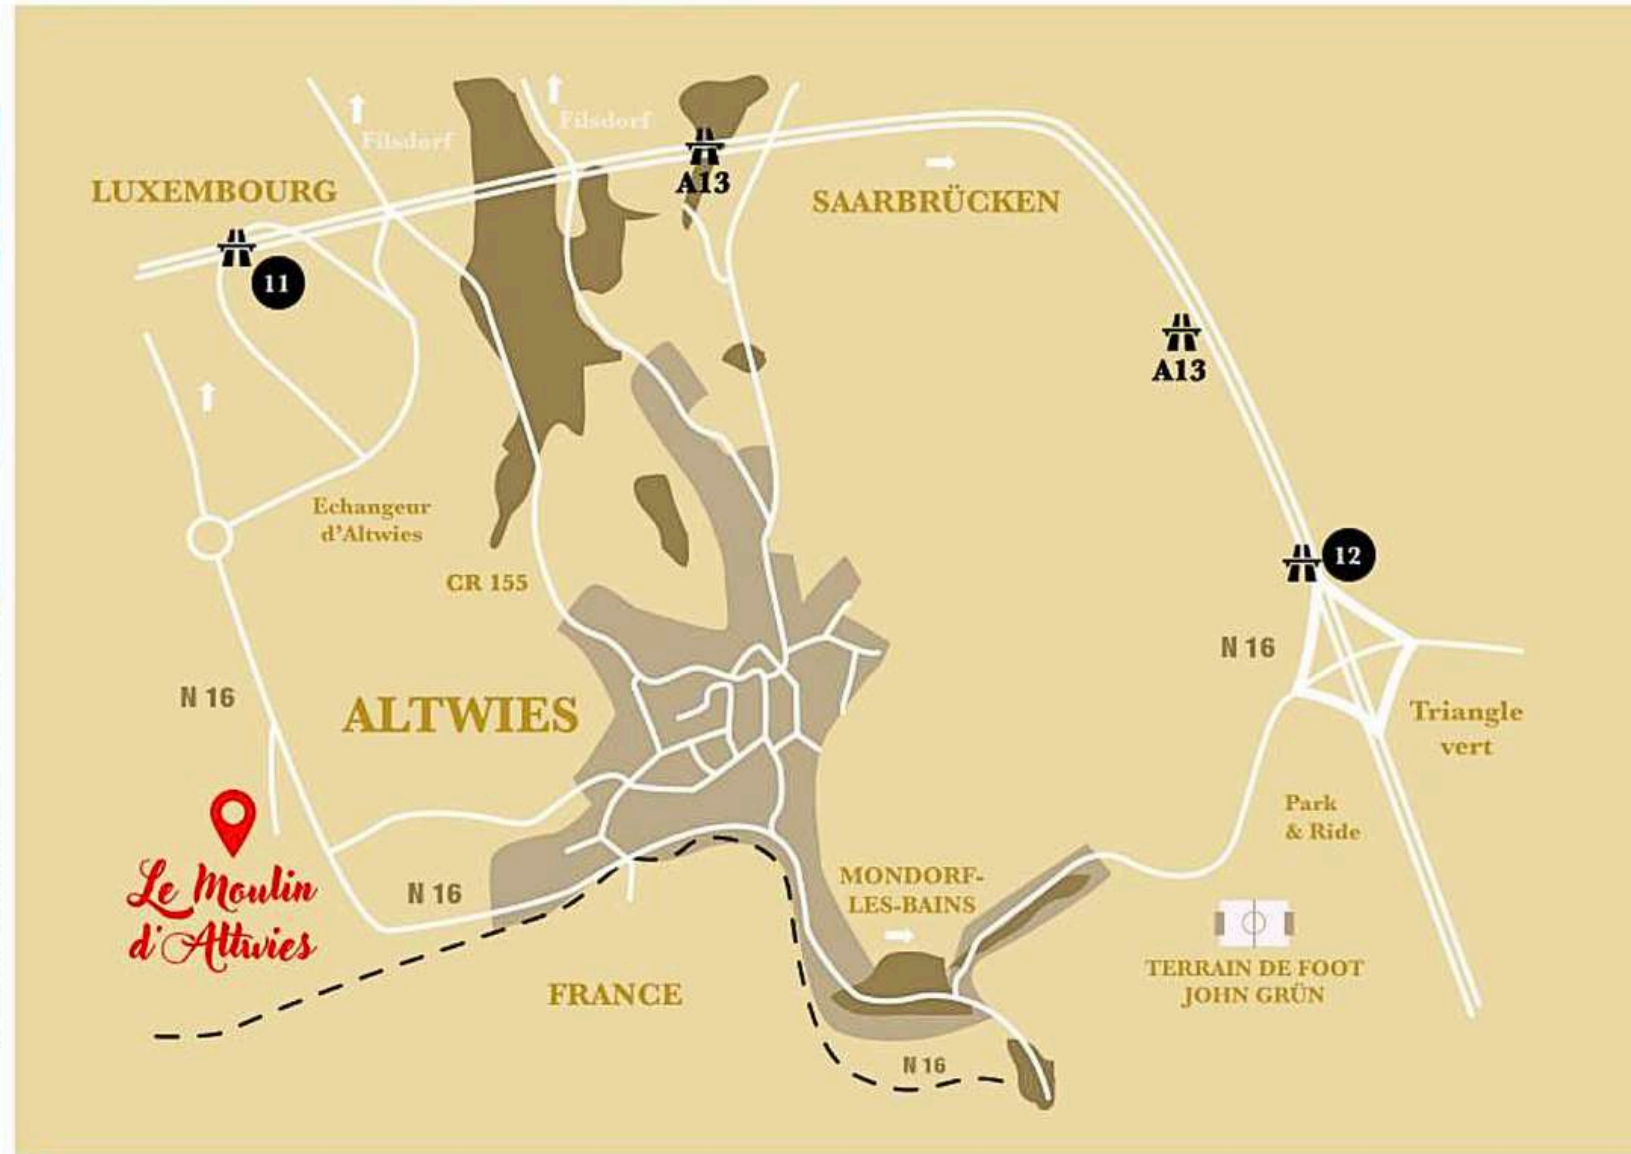 Filsdorf
Filsdorf
LUXEMBOURG
A13
SAARBRÜCKEN
11
A13
Echangeur
d'Altwies
CR 155
12
N 16
N 16
ALTWIES
Triangle
vert
Park
& Ride
Le Moulin
d'Altwies
N 16
MONDORF-
LES-BAINS
FRANCE
TERRAIN DE FOOT
JOHN GRÜN
N 16